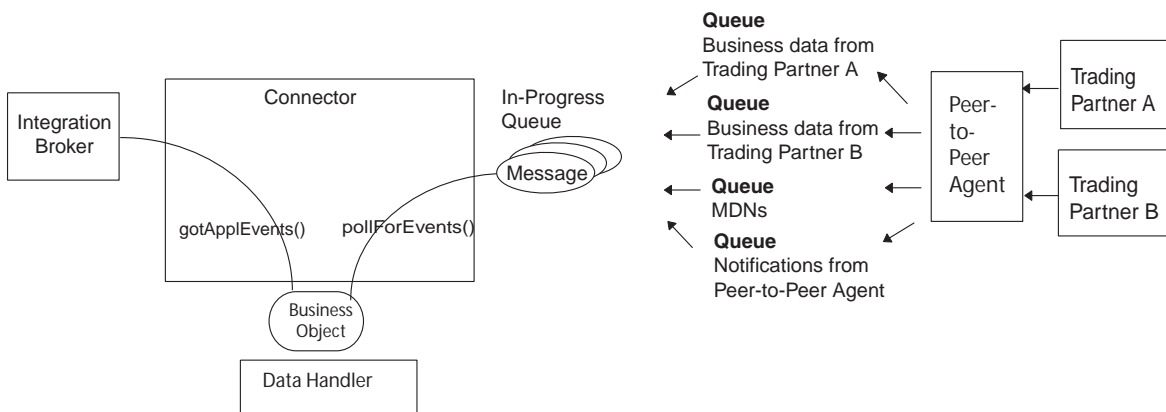 Integration
Broker
Connector
gotApplEvents()
pollForEvents()
Business
Object
Data Handler
In-Progress
Queue
Message
Queue
Business data from
Trading Partner A
Queue
Business data from
Trading Partner B
Queue
MDNs
Queue
Notifications from
Peer-to-Peer Agent
Peer-
to-
Peer
Agent
Trading
Partner A
Trading
Partner B